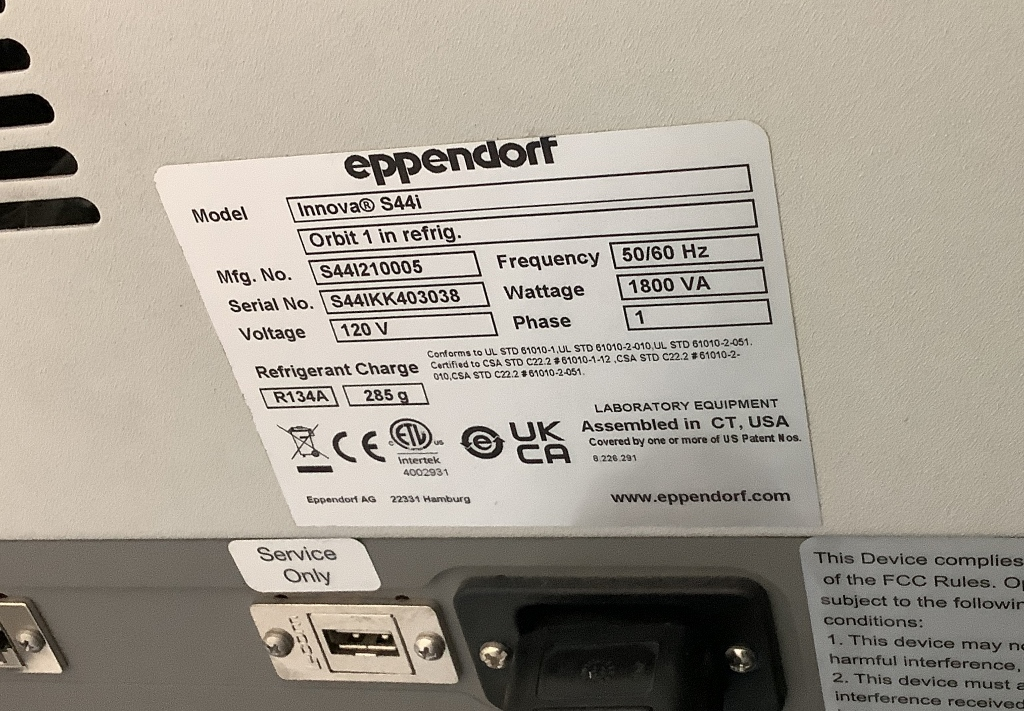 eppendorf
Model Innova® S44i
Orbit 1 in refrig.
Mfg. No. S44I210005 Frequency 50/60 Hz
Serial No. S44IKK403038 Wattage 1800 VA
Voltage 120 V Phase 1
Conforms to UL STD 61010-1,UL STD 61010-2-010,UL STD 61010-2-051.
Certified to CSA STD C22.2 #61010-1-12 ,CSA STD C22.2 #61010-2-
010,CSA STD C22.2 #61010-2-051.
Refrigerant Charge
R134A 285 g
LABORATORY EQUIPMENT
Assembled in CT, USA
Covered by one or more of US Patent Nos.
8,226,291
CE
c ETL us
Intertek
4002931
e
UK
CA
Eppendorf AG 22331 Hamburg
www.eppendorf.com
Service
Only
This Device complies
of the FCC Rules.
subject to the
conditions:
1. This device may
harmful interference,
2. This device must
interference received